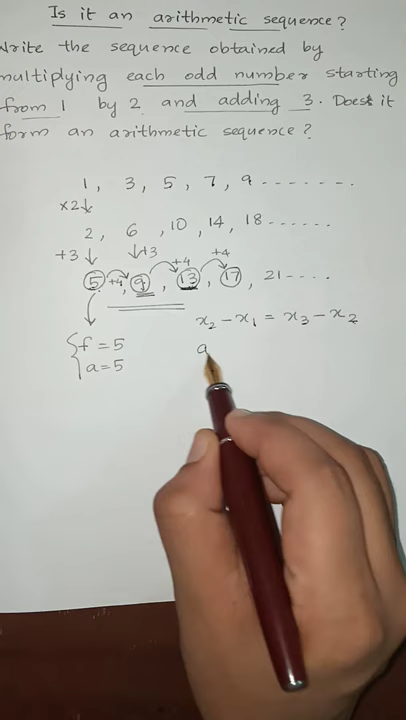 Is it an arithmetic sequence?
Write the sequence obtained by
multiplying each odd number starting
from 1 by 2 and adding 3. Does it
form an arithmetic sequence?
1, 3, 5, 7, 9 .......
×2↓
2, 6, 10, 14, 18 ......
+3 ↓ ↓+3 +4 +4
5 +4, 9, 13, 17, 21 ....
x₂ - x₁ = x₃ - x₂
f = 5 9
a = 5